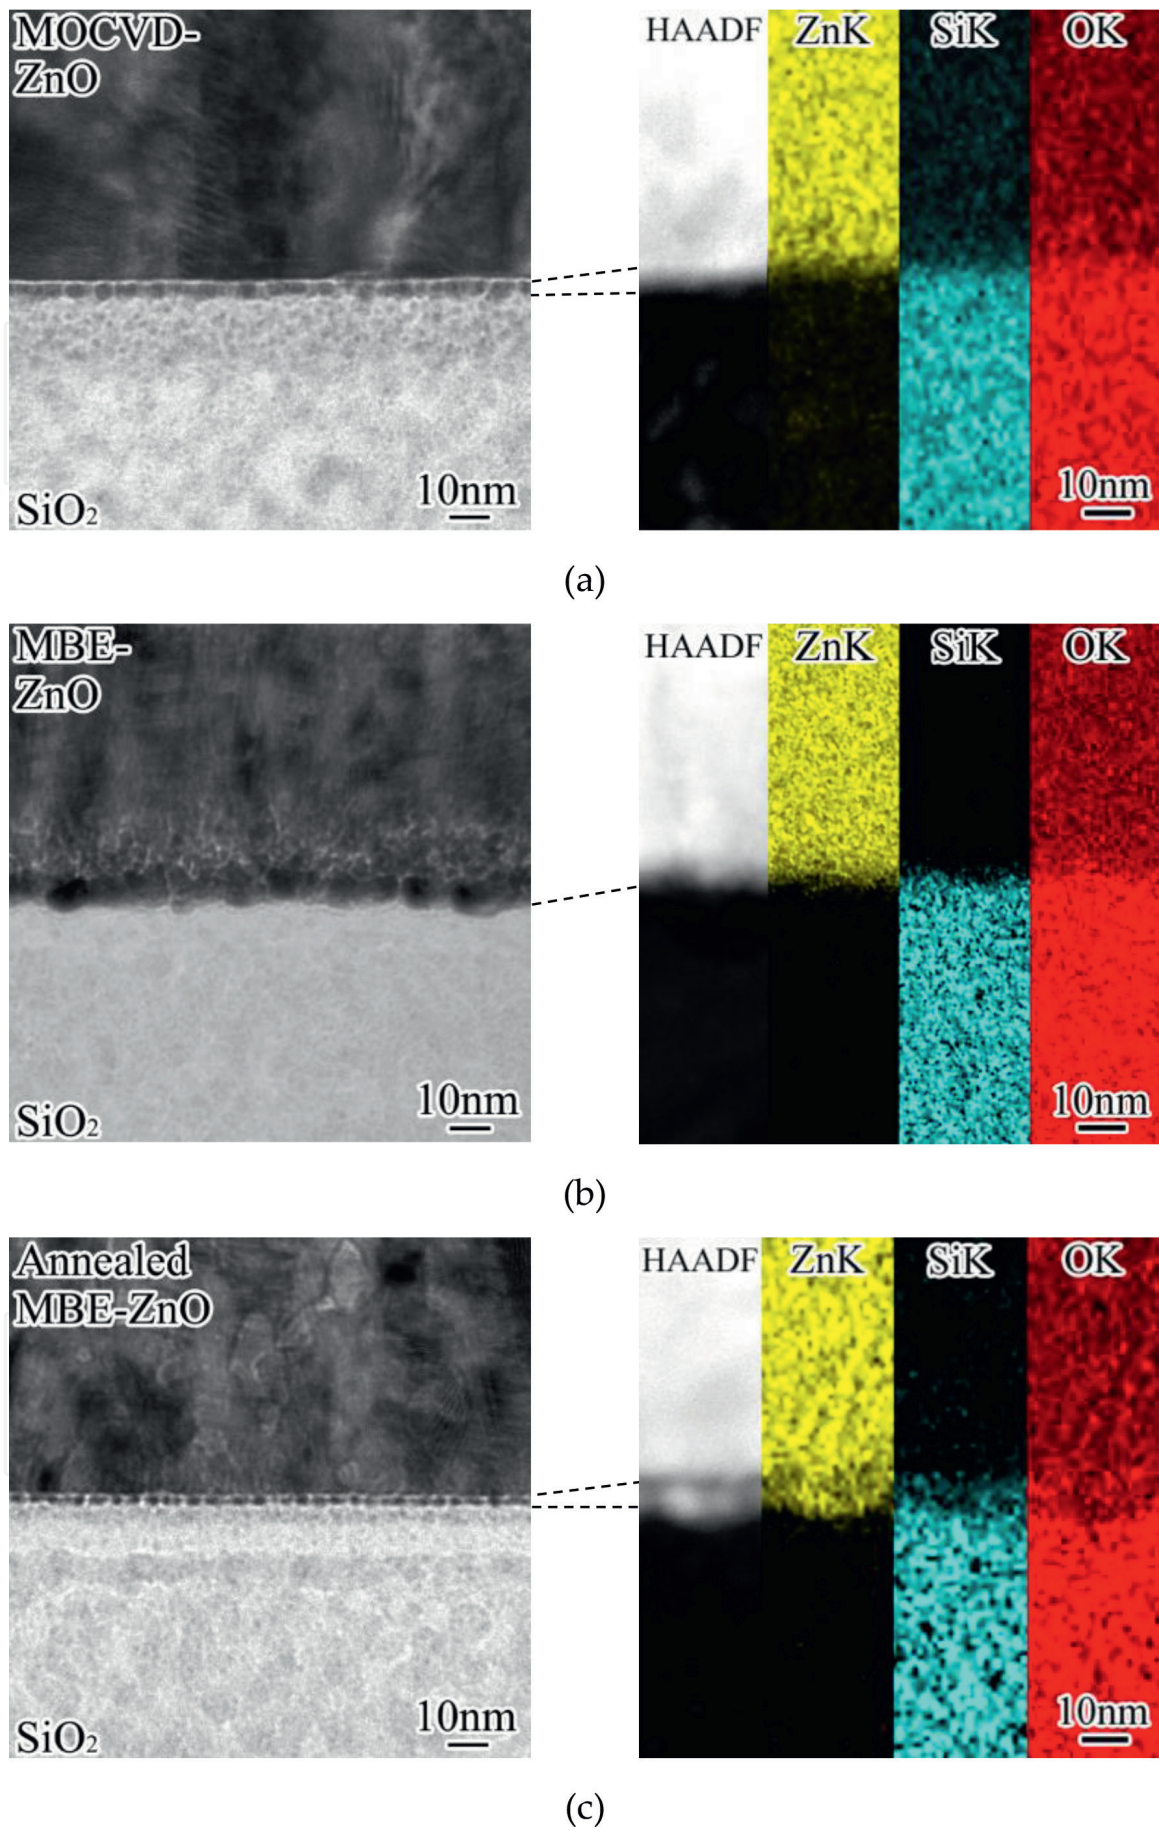 MOCVD-
ZnO
HAADF ZnK SiK OK
SiO₂
10nm
10nm
(a)
MBE-
ZnO
HAADF ZnK SiK OK
SiO₂
10nm
10nm
(b)
Annealed
MBE-ZnO
HAADF ZnK SiK OK
SiO₂
10nm
10nm
(c)